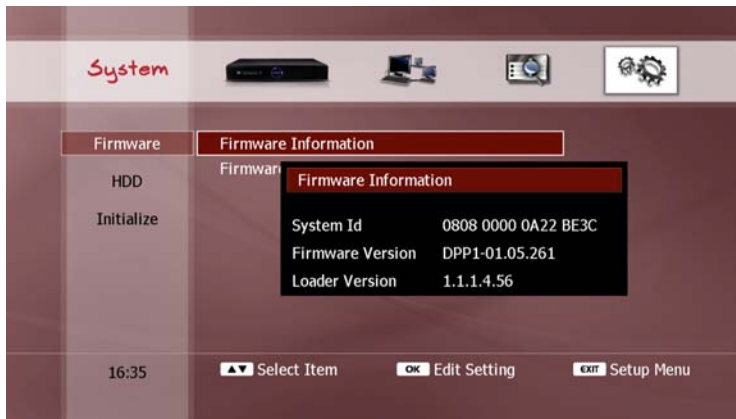 System
Firmware
HDD
Initialize
Firmware Information
Firmwar
Firmware Information
System Id 0808 0000 0A22 BE3C
Firmware Version DPP1-01.05.261
Loader Version 1.1.1.4.56
16:35
▲▼ Select Item
OK Edit Setting
EXIT Setup Menu